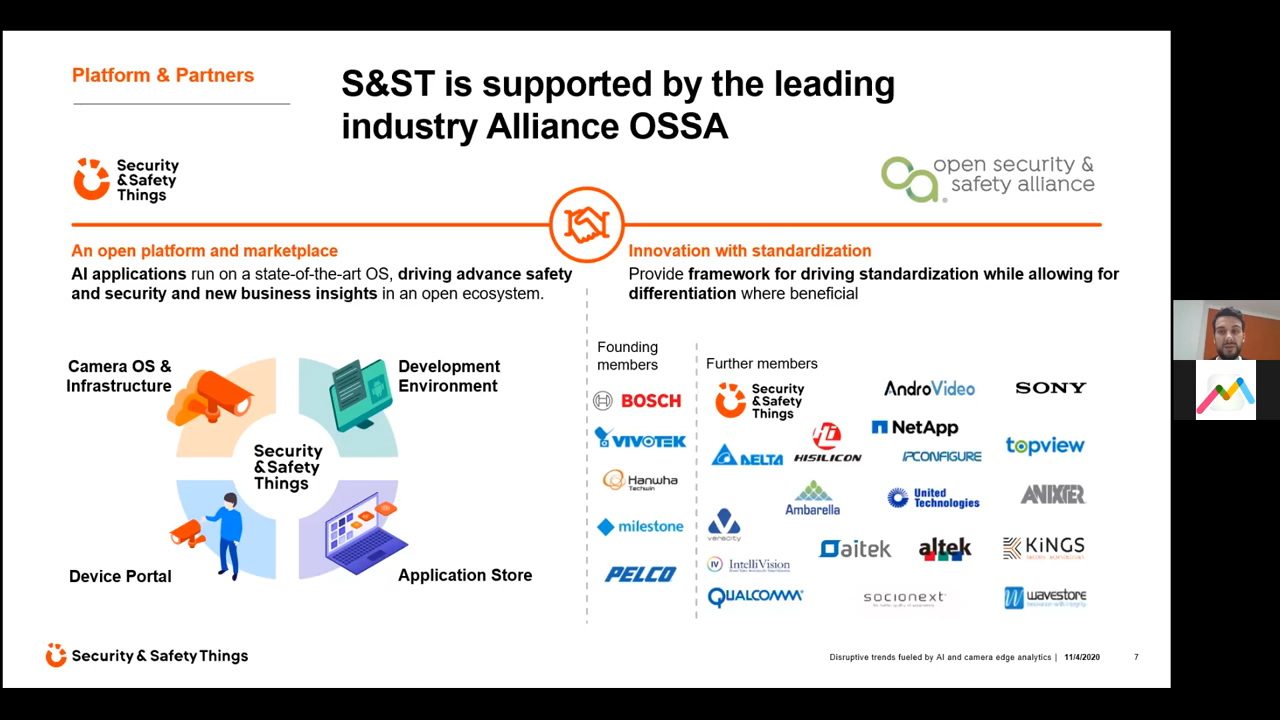 Platform & Partners
S&ST is supported by the leading
industry Alliance OSSA
Security
&Safety
Things
open security &
safety alliance
An open platform and marketplace
AI applications run on a state-of-the-art OS, driving advance safety
and security and new business insights in an open ecosystem.
Innovation with standardization
Provide framework for driving standardization while allowing for
differentiation where beneficial
Camera OS &
Infrastructure
Development
Environment
Security
&Safety
Things
Device Portal
Application Store
Founding
members
BOSCH
VIVOTEK
Hanwha
Techwin
milestone
PELCO
Further members
Security
&Safety
Things
AndroVideo
SONY
DELTA
HISILICON
NetApp
IPCONFIGURE
topview
Ambarella
United
Technologies
ANIXTER
veracity
aitek
altek
KiNGS
IntelliVision
QUALCOMM
socionext
wavestore
Security & Safety Things
Disruptive trends fueled by AI and camera edge analytics | 11/4/2020 7